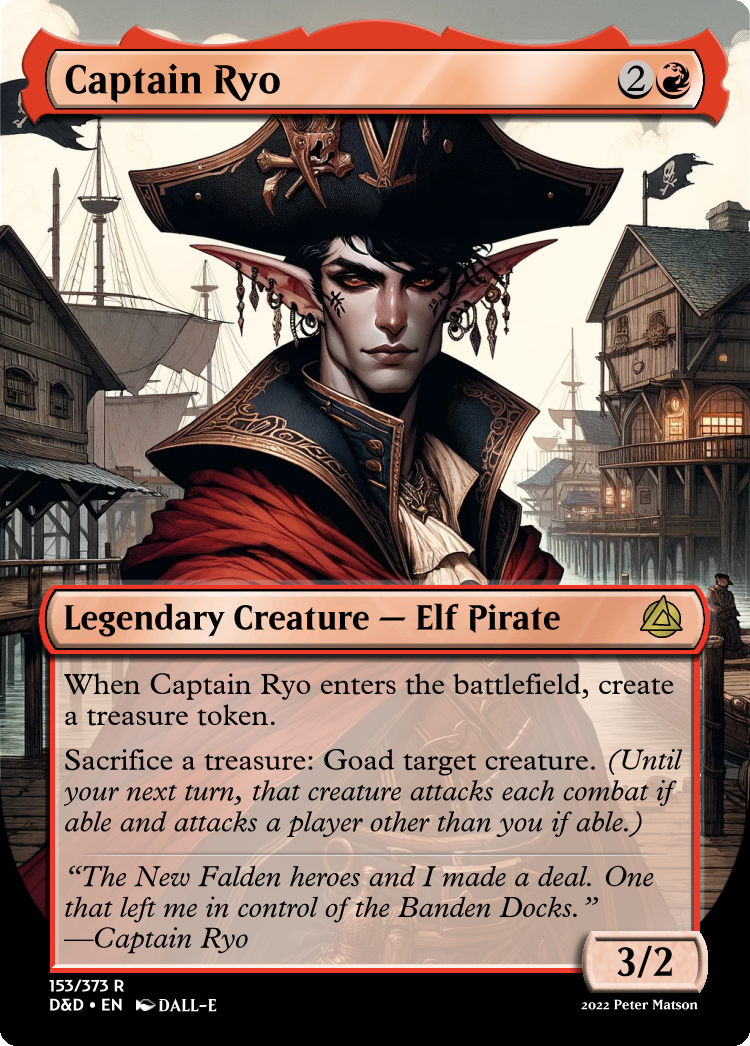 Captain Ryo
2
Legendary Creature — Elf Pirate
When Captain Ryo enters the battlefield, create
a treasure token.
Sacrifice a treasure: Goad target creature. (Until
your next turn, that creature attacks each combat if
able and attacks a player other than you if able.)
“The New Falden heroes and I made a deal. One
that left me in control of the Banden Docks.”
—Captain Ryo
3/2
153/373 R
D&D • EN DALL-E
2022 Peter Matson